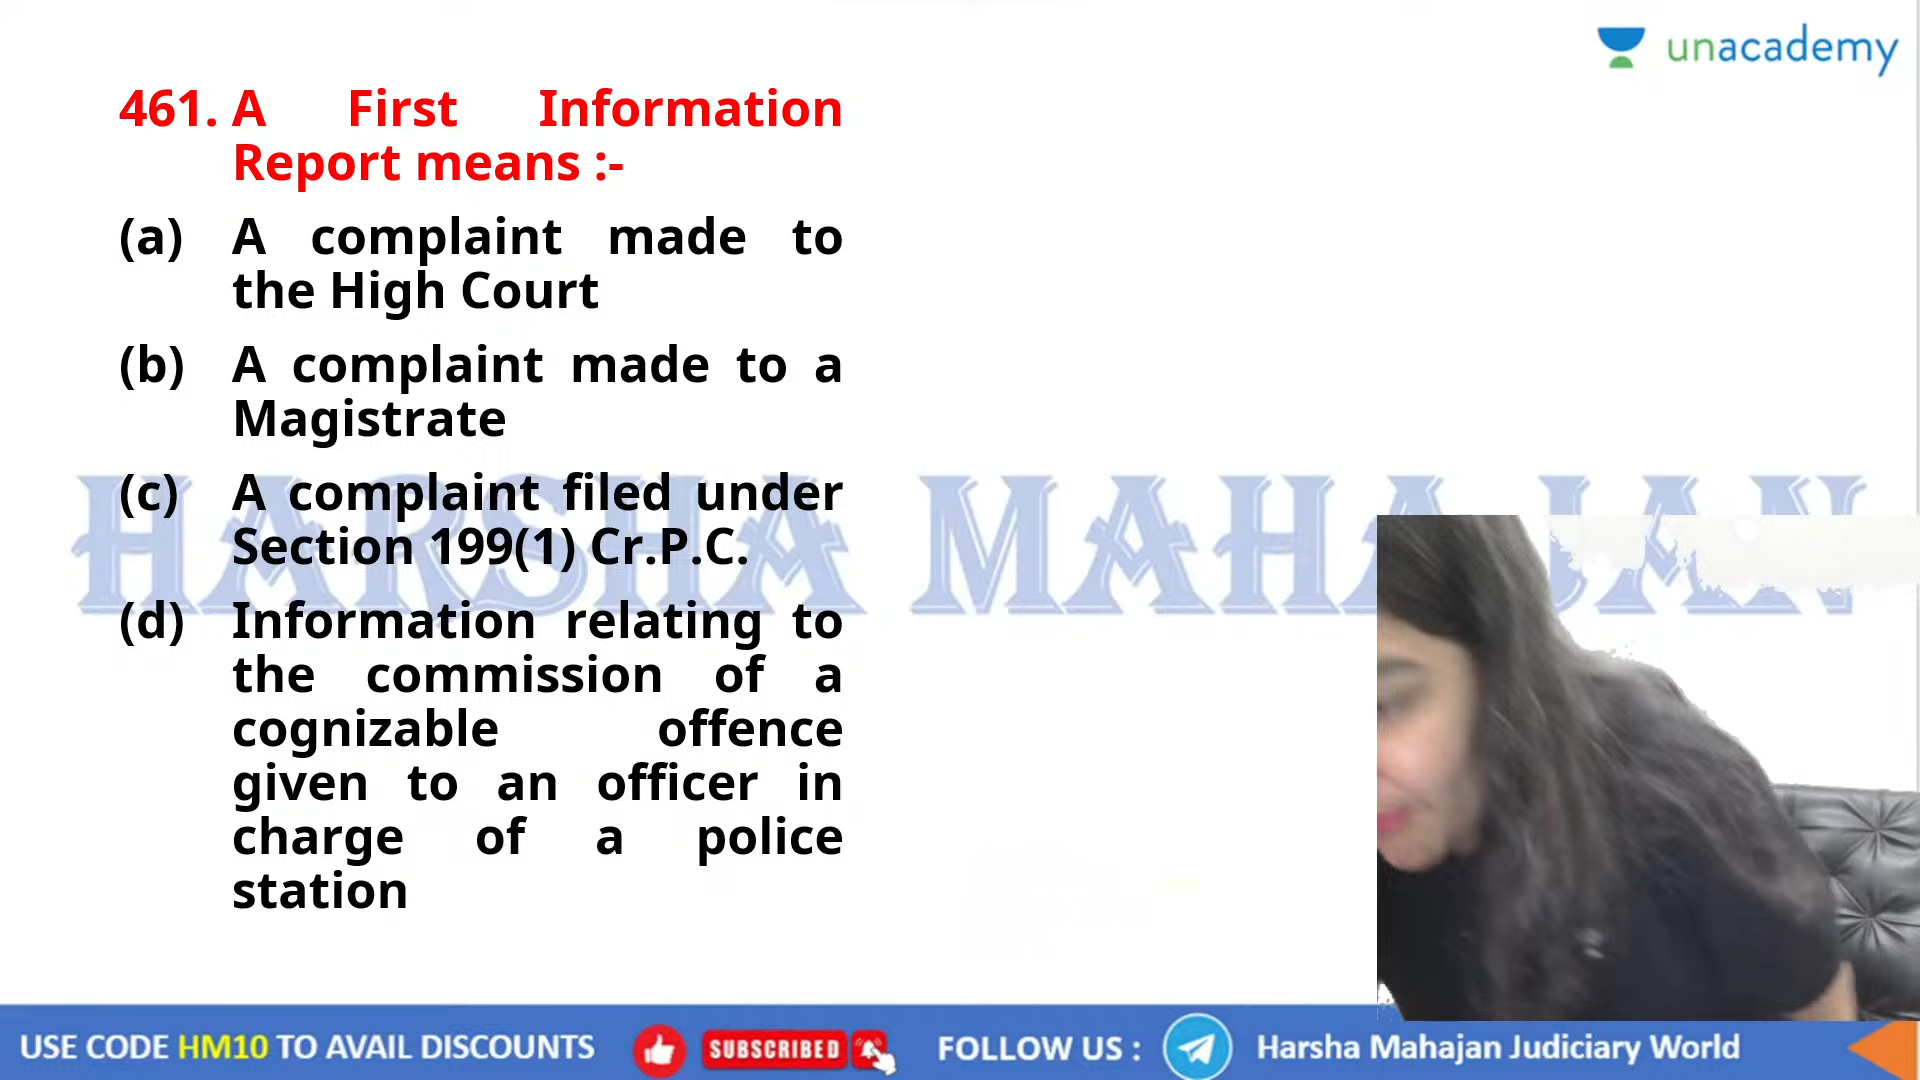 unacademy
461. A First Information
Report means :-
(a) A complaint made to
the High Court
(b) A complaint made to a
Magistrate
(c) A complaint filed under
Section 199(1) Cr.P.C.
(d) Information relating to
the commission of a
cognizable offence
given to an officer in
charge of a police
station
HARSHA MAHAJAN
USE CODE HM10 TO AVAIL DISCOUNTS SUBSCRIBED FOLLOW US : Harsha Mahajan Judiciary World